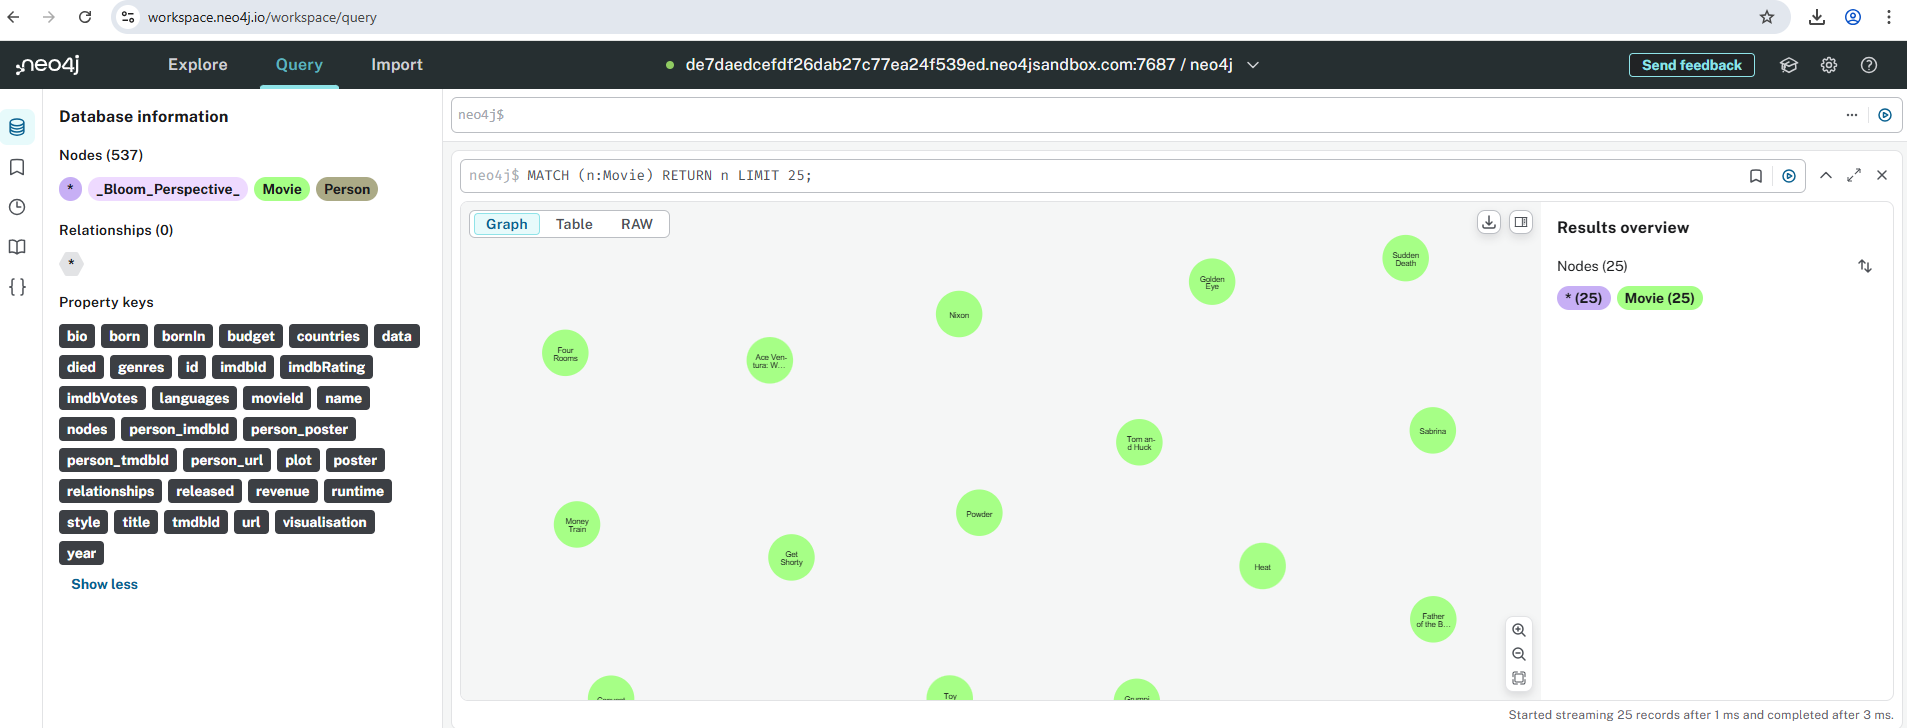 workspace.neo4j.io/workspace/query
neo4j
Explore
Query
Import
de7daedcefdf26dab27c77ea24f539ed.neo4jsandbox.com:7687 / neo4j
Send feedback
Database information
Nodes (537)
* _Bloom_Perspective_ Movie Person
Relationships (0)
*
Property keys
bio born bornIn budget countries data
died genres id imdbId imdbRating
imdbVotes languages movieId name
nodes person_imdbId person_poster
person_tmdbId person_url plot poster
relationships released revenue runtime
style title tmdbId url visualisation
year
Show less
neo4j$
neo4j$ MATCH (n:Movie) RETURN n LIMIT 25;
Graph Table RAW
Sudden
Death
Golden
Eye
Nixon
Four
Rooms
Ace Ven-
tura: W...
Tom an-
d Huck
Sabrina
Money
Train
Powder
Get
Shorty
Heat
Father
of the B...
Toy
Grumpi
Results overview
Nodes (25)
* (25) Movie (25)
Started streaming 25 records after 1 ms and completed after 3 ms.